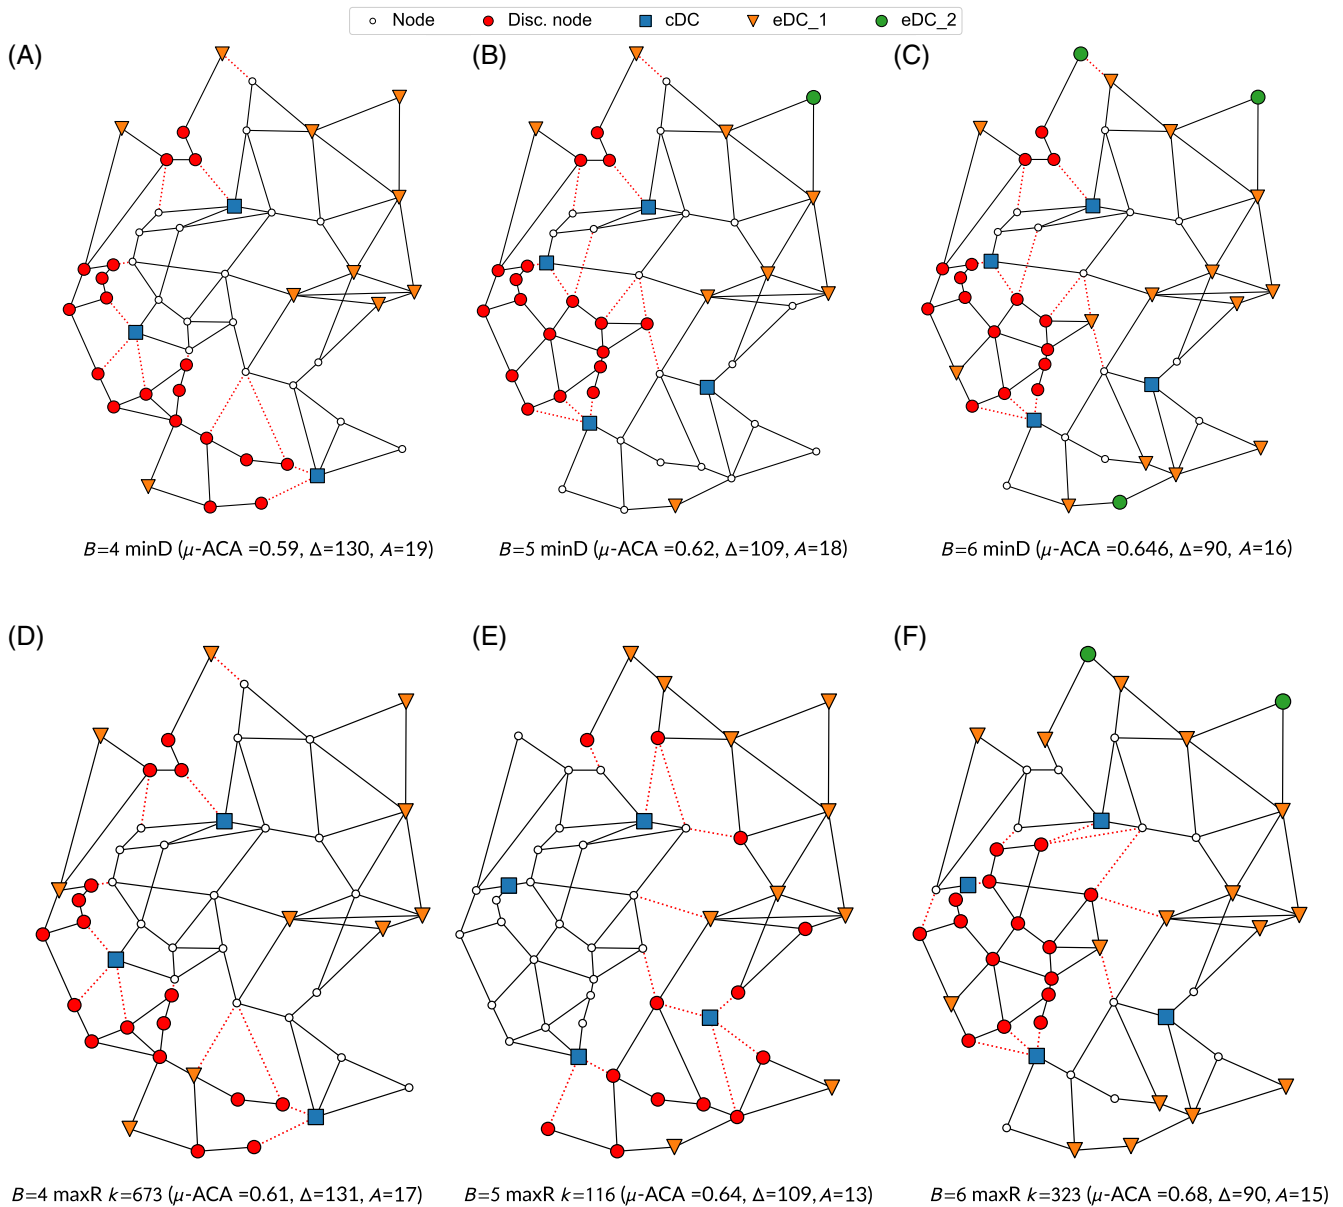 Node Disc. node cDC eDC_1 eDC_2
(A) (B) (C)
B=4 minD (μ-ACA =0.59, Δ=130, A=19)
B=5 minD (μ-ACA =0.62, Δ=109, A=18)
B=6 minD (μ-ACA =0.646, Δ=90, A=16)
(D) (E) (F)
B=4 maxR k=673 (μ-ACA =0.61, Δ=131, A=17)
B=5 maxR k=116 (μ-ACA =0.64, Δ=109, A=13)
B=6 maxR k=323 (μ-ACA =0.68, Δ=90, A=15)